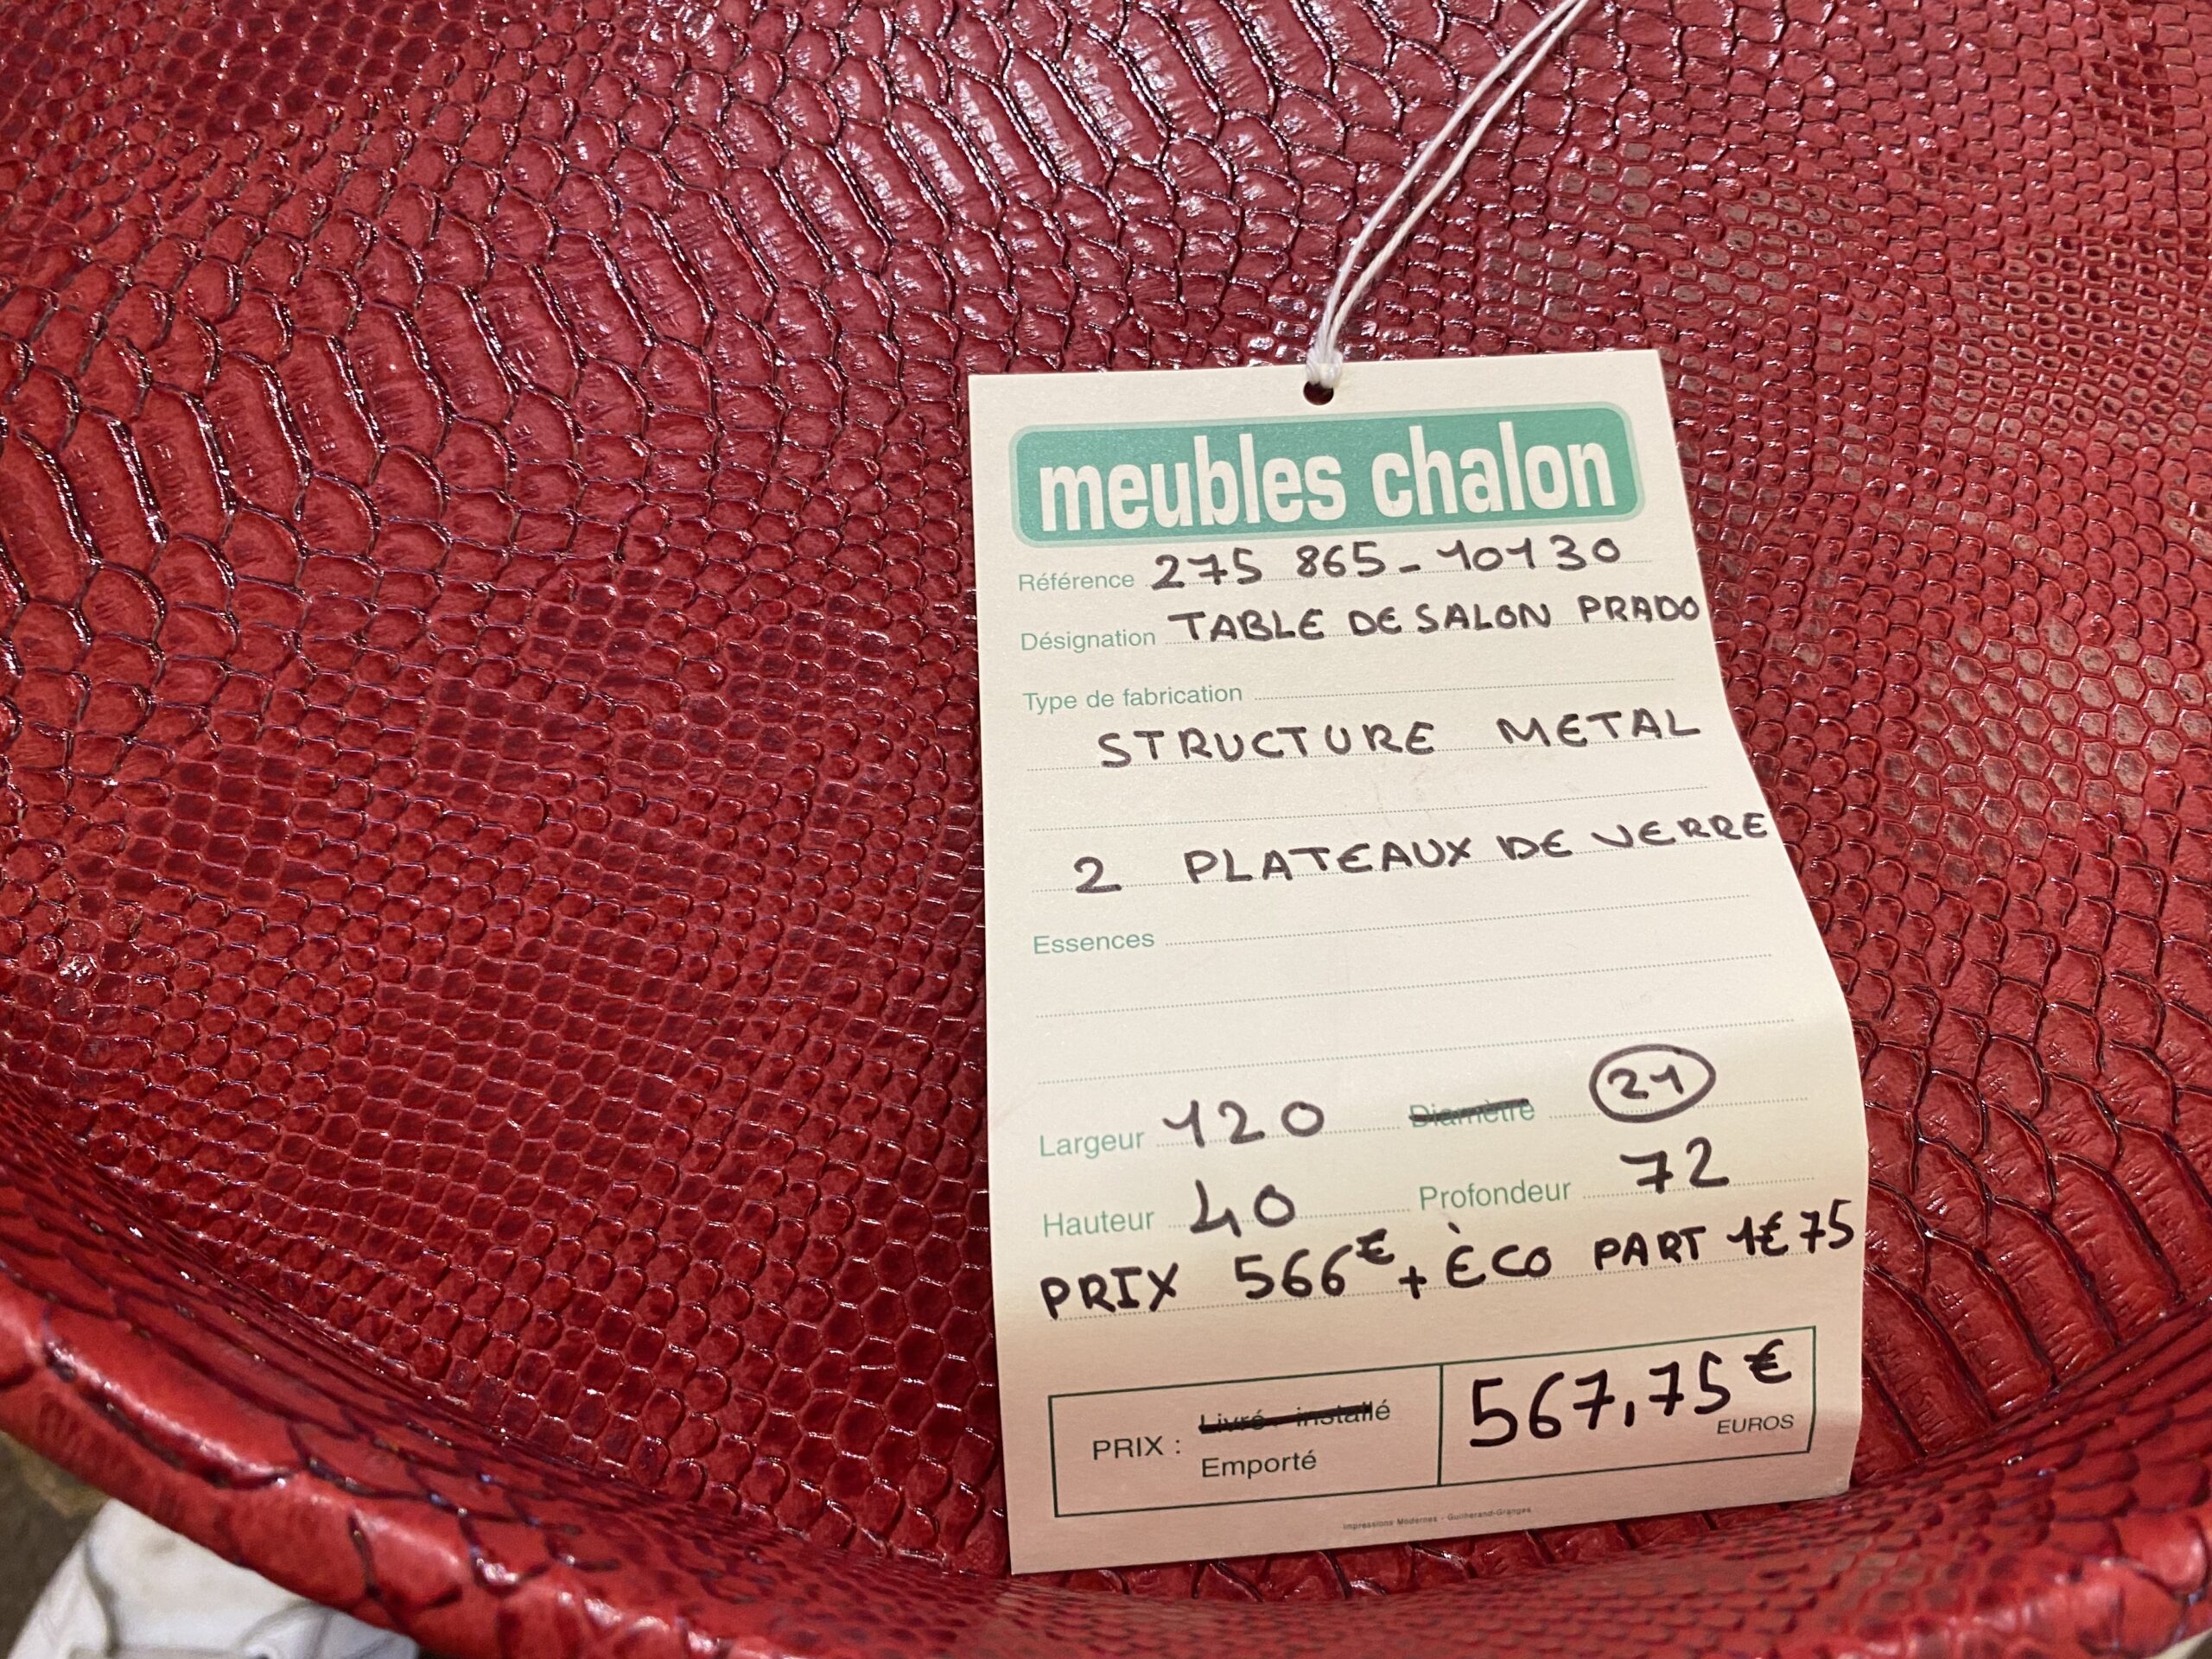 meubles chalon
Référence 275 865 - 10130
Désignation TABLE DE SALON PRADO
Type de fabrication
STRUCTURE METAL
2 PLATEAUX DE VERRE
Essences
Largeur 120 Diamètre 21
Hauteur 40 Profondeur 72
PRIX 566€ + ÈCO PART 1€75
PRIX : Livré - installé
Emporté
567,75 €
EUROS
Impressions Modernes - Guilherand-Granges